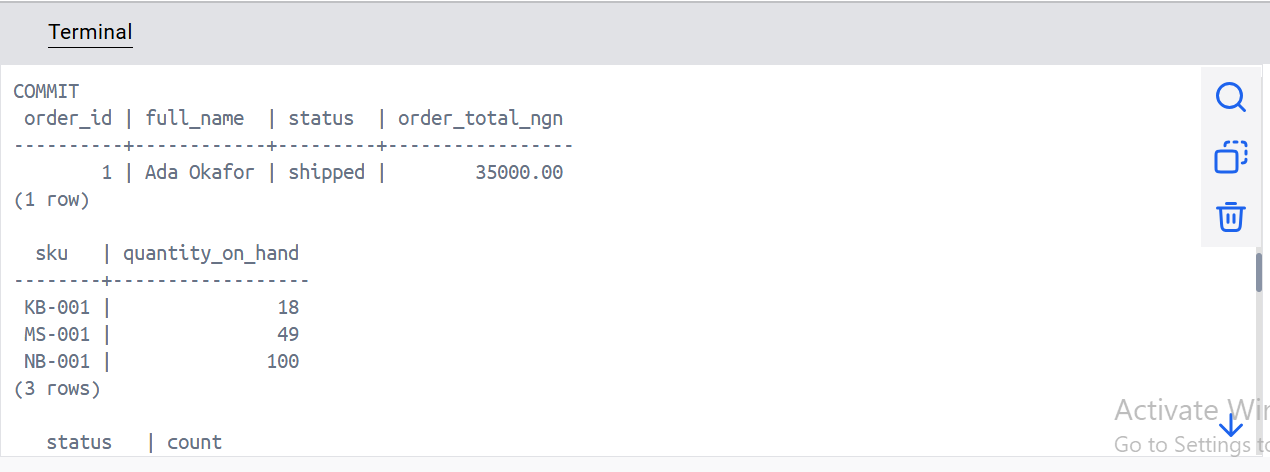 Terminal
COMMIT
 order_id | full_name  | status  | order_total_ngn
----------+------------+---------+-----------------
        1 | Ada Okafor | shipped |        35000.00
(1 row)
  sku   | quantity_on_hand
--------+------------------
 KB-001 |               18
 MS-001 |               49
 NB-001 |              100
(3 rows)
   status   | count
Activate
Go to Settings